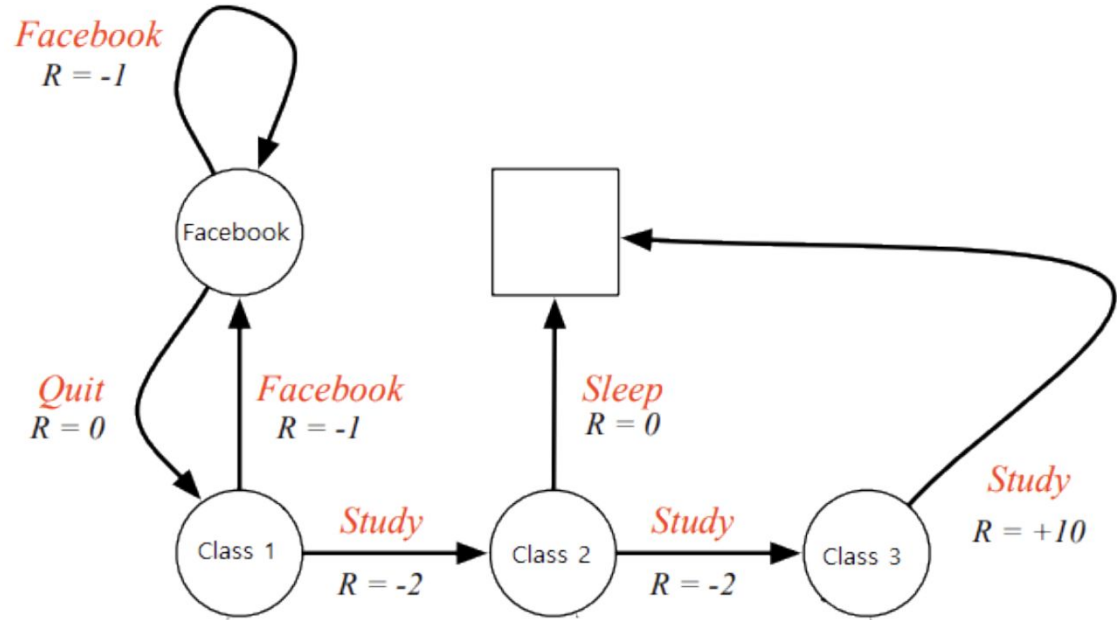 Facebook
R = -1
Facebook
Quit
R = 0
Facebook
R = -1
Sleep
R = 0
Study
R = +10
Class 1
Study
R = -2
Class 2
Study
R = -2
Class 3